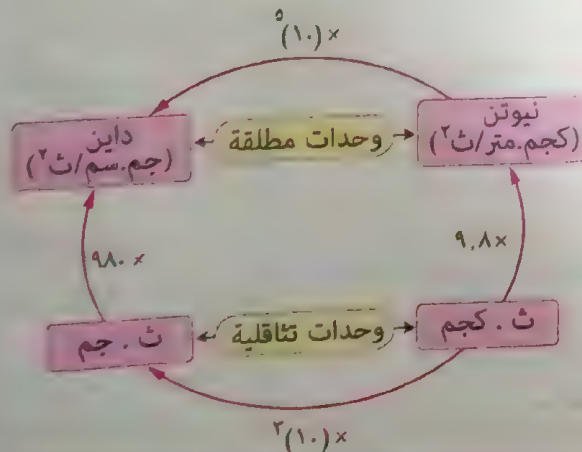 ×(١٠)⁵
نيوتن
(كجم.متر/ث²)
وحدات مطلقة
داين
(جم.سم/ث²)
×٩,٨
×٩٨٠
ث . كجم
وحدات تثاقلية
ث . جم
×(١٠)³